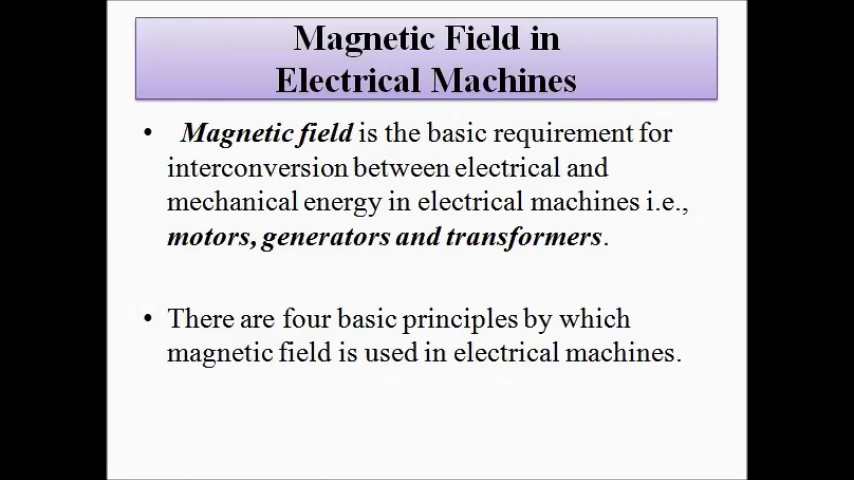 Magnetic Field in
Electrical Machines
• Magnetic field is the basic requirement for
interconversion between electrical and
mechanical energy in electrical machines i.e.,
motors, generators and transformers.
• There are four basic principles by which
magnetic field is used in electrical machines.